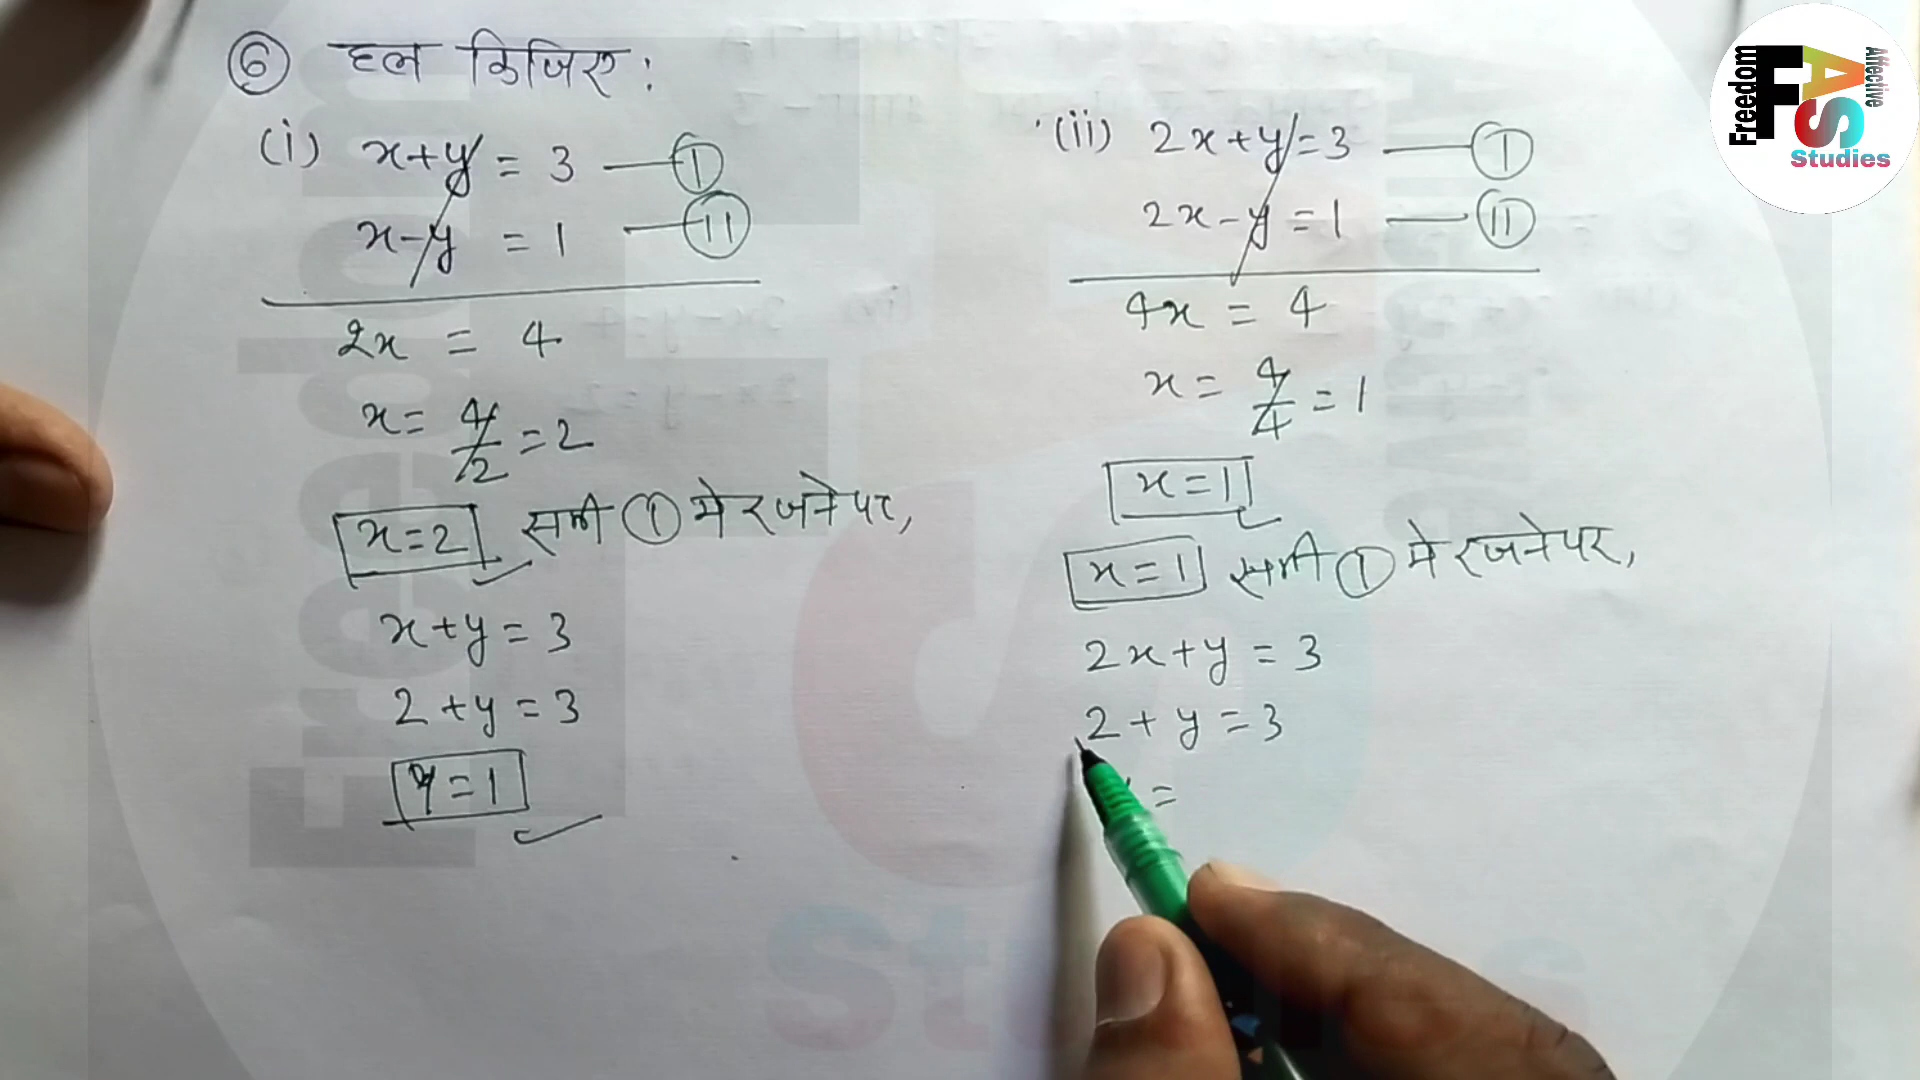 ⑥ हल किजिए:
(i) x+y = 3 — Ⓘ
x-y = 1 — ⑪
2x = 4
x = 4/2 = 2
x=2 समी ① मे रखने पर,
x+y = 3
2+y = 3
y = 1
(ii) 2x+y = 3 — Ⓘ
2x-y = 1 — ⑪
4x = 4
x = 4/4 = 1
x=1
x=1 समी ① मे रखने पर,
2x+y = 3
2+y = 3
=
Freedom
Affective
FAS
Studies